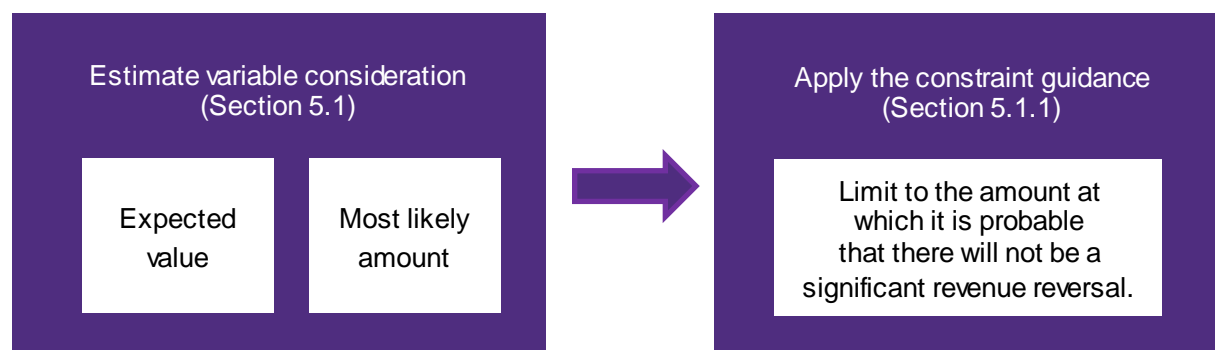 Estimate variable consideration
(Section 5.1)
Expected
value
Most likely
amount
Apply the constraint guidance
(Section 5.1.1)
Limit to the amount at
which it is probable
that there will not be a
significant revenue reversal.